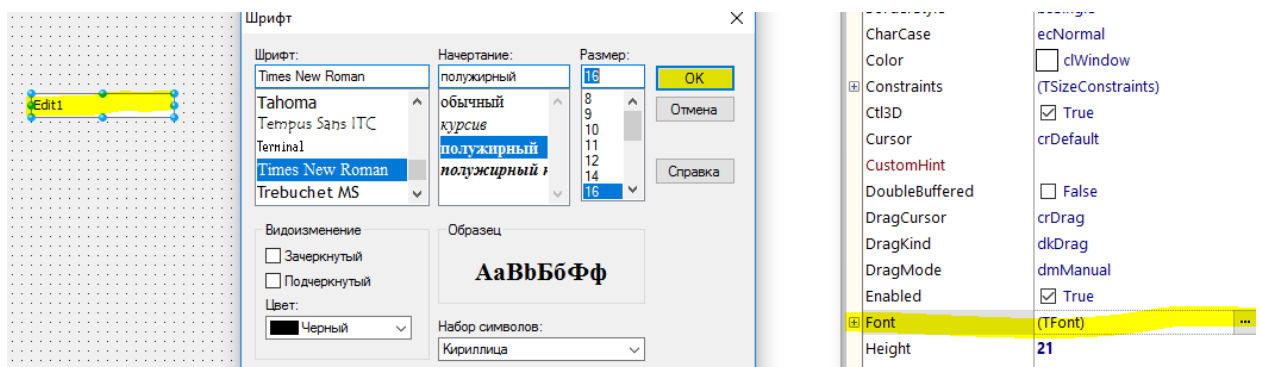 Edit1
Шрифт
Шрифт:
Times New Roman
Tahoma
Tempus Sans ITC
Terminal
Times New Roman
Trebuchet MS
Начертание:
полужирный
обычный
курсив
полужирный
полужирный к
Размер:
16
8
9
10
11
12
14
16
OK
Отмена
Справка
Видоизменение
Зачеркнутый
Подчеркнутый
Цвет:
Черный
Образец
АаBbБбФф
Набор символов:
Кириллица
CharCase ecNormal
Color clWindow
Constraints (TSizeConstraints)
Ctl3D True
Cursor crDefault
CustomHint
DoubleBuffered False
DragCursor crDrag
DragKind dkDrag
DragMode dmManual
Enabled True
Font (TFont) ...
Height 21